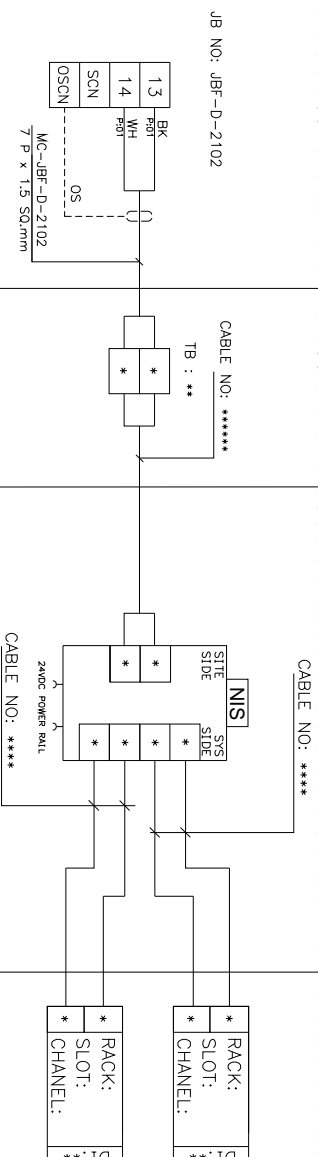 JB NO: JBF-D-2102
13
14
SCN
OSCN
BK
P:01
WH
P:01
OS
MC-JBF-D-2102
7 P x 1.5 SQ.mm
CABLE NO: ******
TB : **
*
*
NIS
SITE SIDE
SYS SIDE
*
*
*
*
*
*
24VDC POWER RAIL
CABLE NO: ****
CABLE NO: ****
*
*
RACK:
SLOT:
CHANEL:
*
*
RACK:
SLOT:
CHANEL: